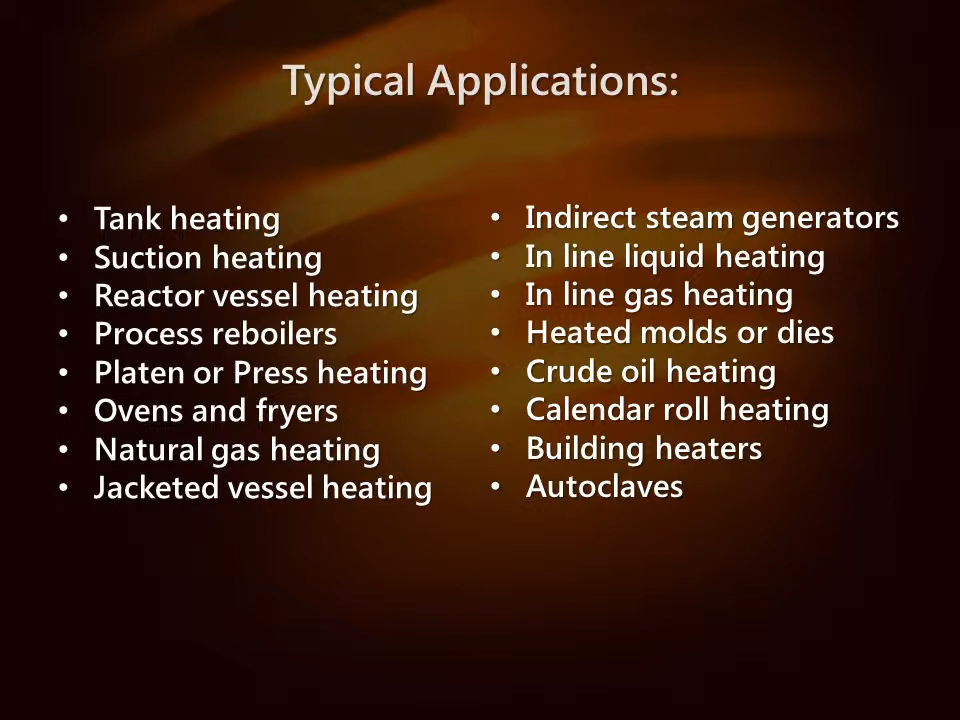 Typical Applications:
• Tank heating
• Suction heating
• Reactor vessel heating
• Process reboilers
• Platen or Press heating
• Ovens and fryers
• Natural gas heating
• Jacketed vessel heating
• Indirect steam generators
• In line liquid heating
• In line gas heating
• Heated molds or dies
• Crude oil heating
• Calendar roll heating
• Building heaters
• Autoclaves